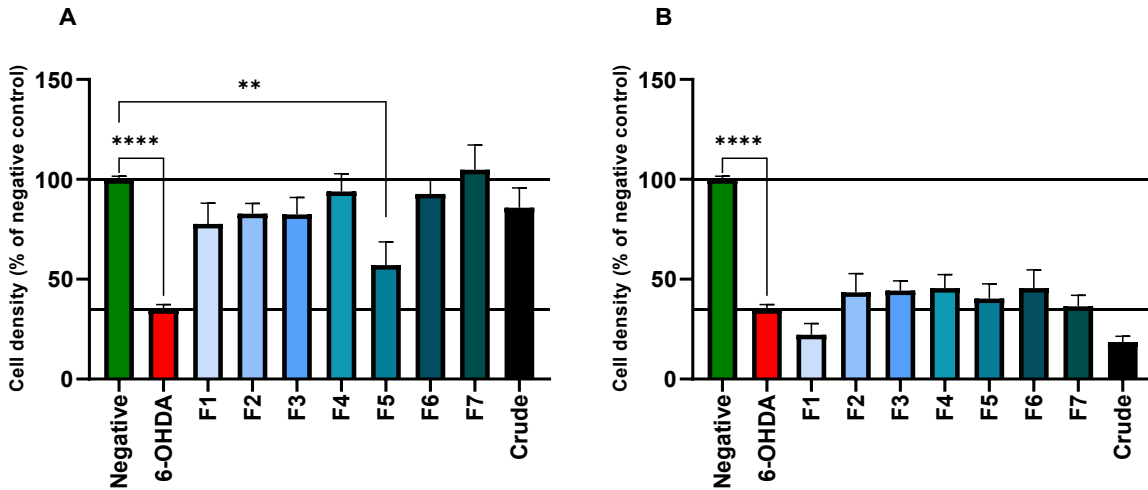 A
Cell density (% of negative control)
150
100
50
0
**
****
Negative
6-OHDA
F1
F2
F3
F4
F5
F6
F7
Crude
B
Cell density (% of negative control)
150
100
50
0
****
Negative
6-OHDA
F1
F2
F3
F4
F5
F6
F7
Crude